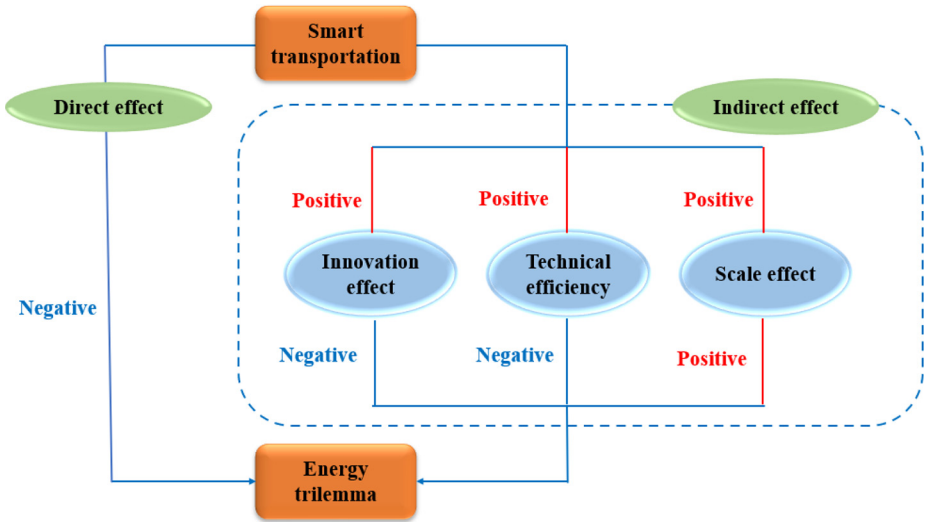 Smart
transportation
Direct effect
Indirect effect
Positive
Positive
Positive
Innovation
effect
Technical
efficiency
Scale effect
Negative
Negative
Negative
Positive
Energy
trilemma